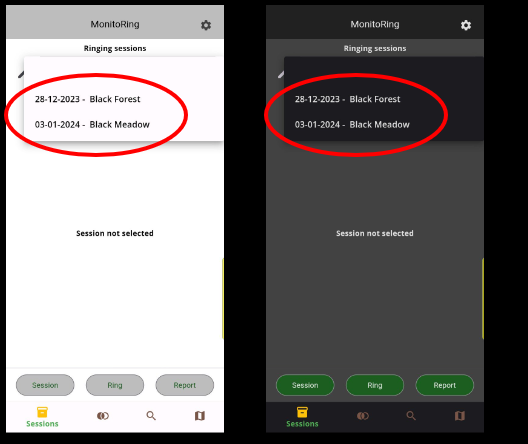 MonitoRing
Ringing sessions
28-12-2023 - Black Forest
03-01-2024 - Black Meadow
Session not selected
Session
Ring
Report
Sessions
MonitoRing
Ringing sessions
28-12-2023 - Black Forest
03-01-2024 - Black Meadow
Session not selected
Session
Ring
Report
Sessions